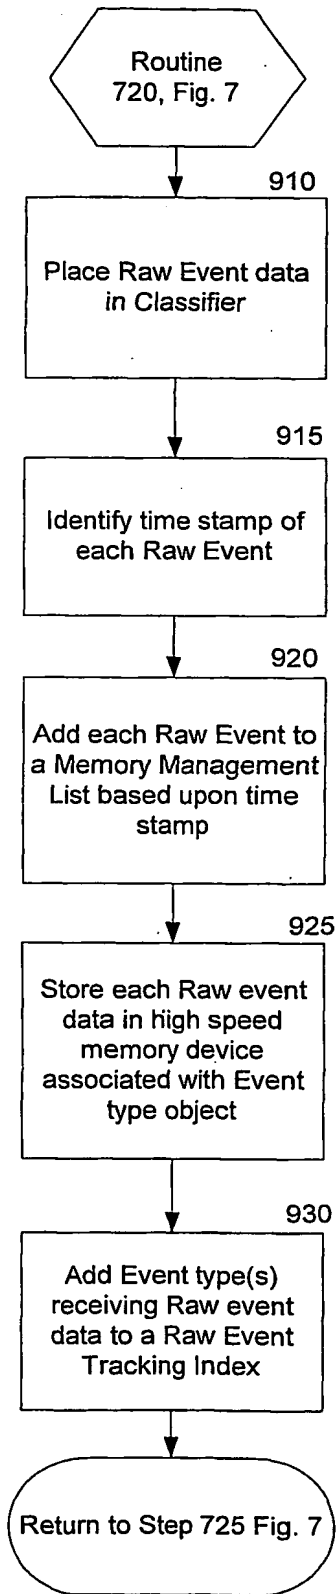 Routine
720, Fig. 7
910
Place Raw Event data
in Classifier
915
Identify time stamp of
each Raw Event
920
Add each Raw Event to
a Memory Management
List based upon time
stamp
925
Store each Raw event
data in high speed
memory device
associated with Event
type object
930
Add Event type(s)
receiving Raw event
data to a Raw Event
Tracking Index
Return to Step 725 Fig. 7